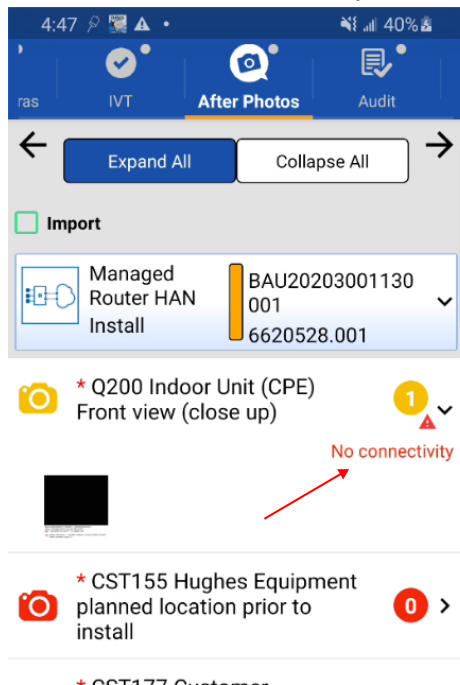 4:47
40%
ras
IVT
After Photos
Audit
Expand All
Collapse All
Import
Managed
Router HAN
Install
BAU20203001130
001
6620528.001
* Q200 Indoor Unit (CPE)
Front view (close up)
1
No connectivity
* CST155 Hughes Equipment
planned location prior to
install
0
* CST177 Customer